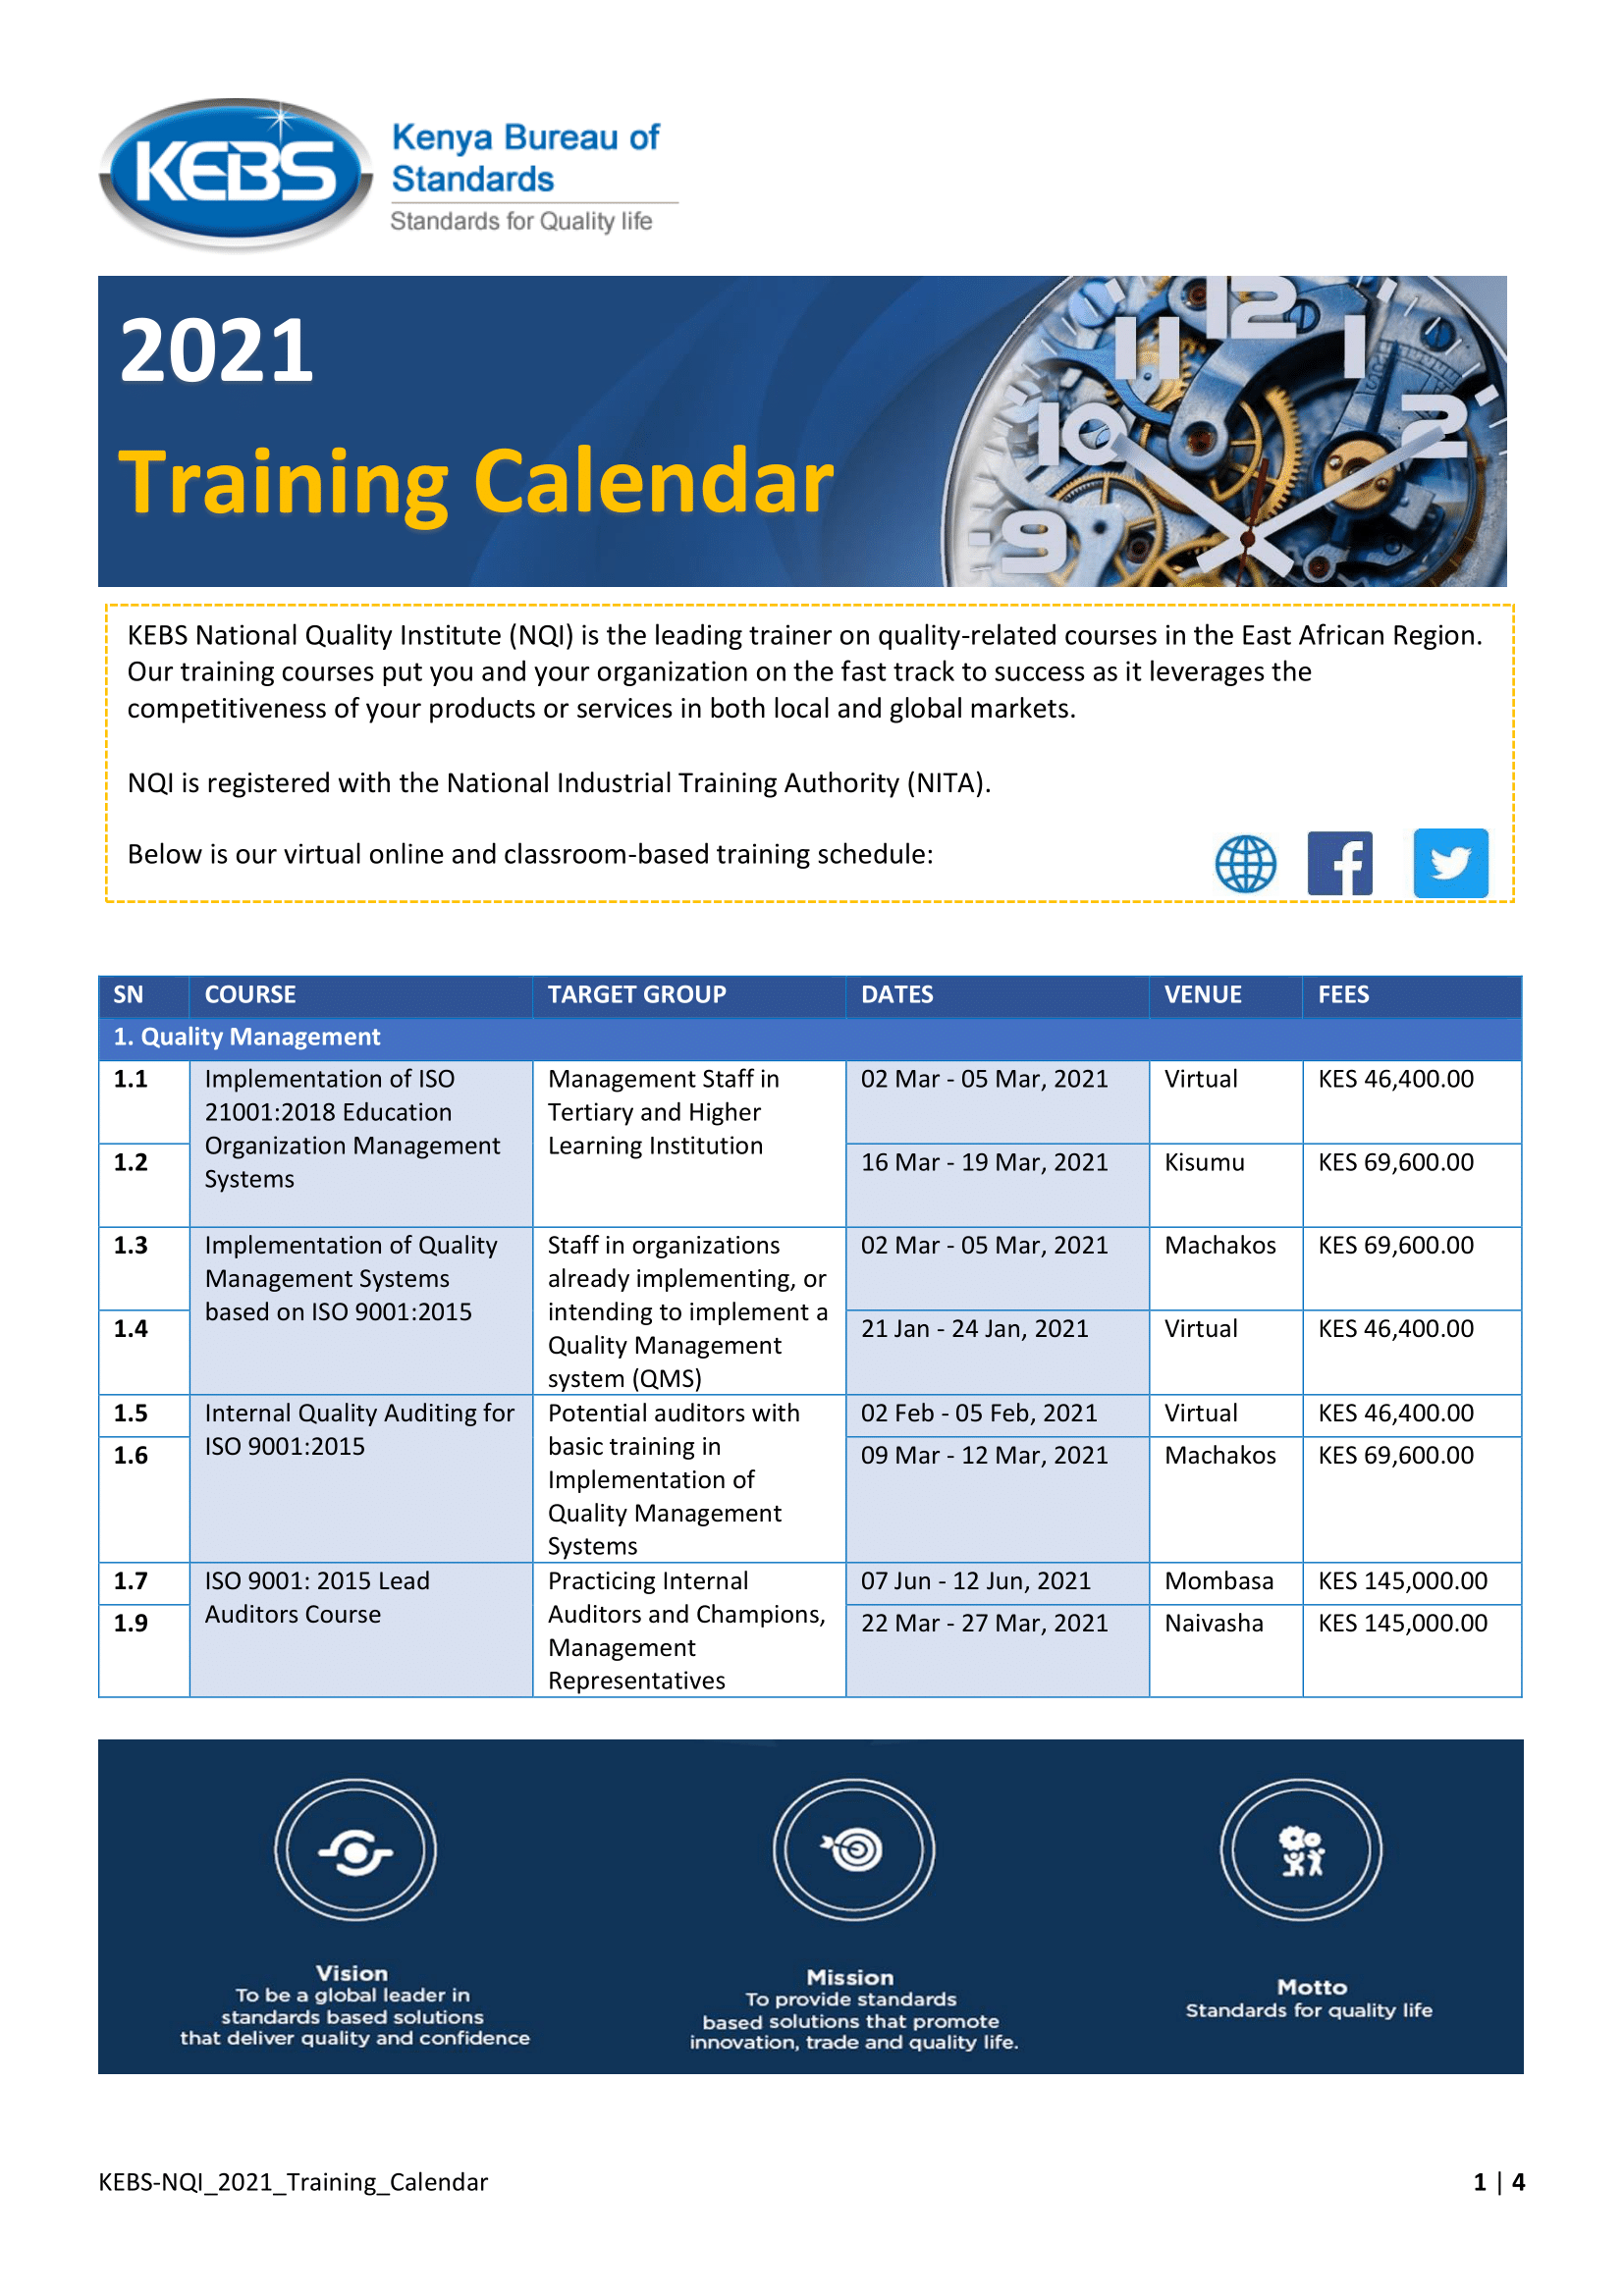 KEBS
Kenya Bureau of
Standards
Standards for Quality life
2021
Training Calendar
12
11
1
10
2
9
KEBS National Quality Institute (NQI) is the leading trainer on quality-related courses in the East African Region.
Our training courses put you and your organization on the fast track to success as it leverages the
competitiveness of your products or services in both local and global markets.
NQI is registered with the National Industrial Training Authority (NITA).
Below is our virtual online and classroom-based training schedule:
SN COURSE TARGET GROUP DATES VENUE FEES
1. Quality Management
1.1 Implementation of ISO Management Staff in 02 Mar - 05 Mar, 2021 Virtual KES 46,400.00
21001:2018 Education Tertiary and Higher
Organization Management Learning Institution
1.2 16 Mar - 19 Mar, 2021 Kisumu KES 69,600.00
Systems
1.3 Implementation of Quality Staff in organizations 02 Mar - 05 Mar, 2021 Machakos KES 69,600.00
Management Systems already implementing, or
based on ISO 9001:2015 intending to implement a
1.4 21 Jan - 24 Jan, 2021 Virtual KES 46,400.00
Quality Management
system (QMS)
1.5 Internal Quality Auditing for Potential auditors with 02 Feb - 05 Feb, 2021 Virtual KES 46,400.00
ISO 9001:2015 basic training in
1.6 09 Mar - 12 Mar, 2021 Machakos KES 69,600.00
Implementation of
Quality Management
Systems
1.7 ISO 9001: 2015 Lead Practicing Internal 07 Jun - 12 Jun, 2021 Mombasa KES 145,000.00
Auditors Course Auditors and Champions,
1.9 22 Mar - 27 Mar, 2021 Naivasha KES 145,000.00
Management
Representatives
Vision
To be a global leader in
standards based solutions
that deliver quality and confidence
Mission
To provide standards
based solutions that promote
innovation, trade and quality life.
Motto
Standards for quality life
KEBS-NQI_2021_Training_Calendar 1 | 4